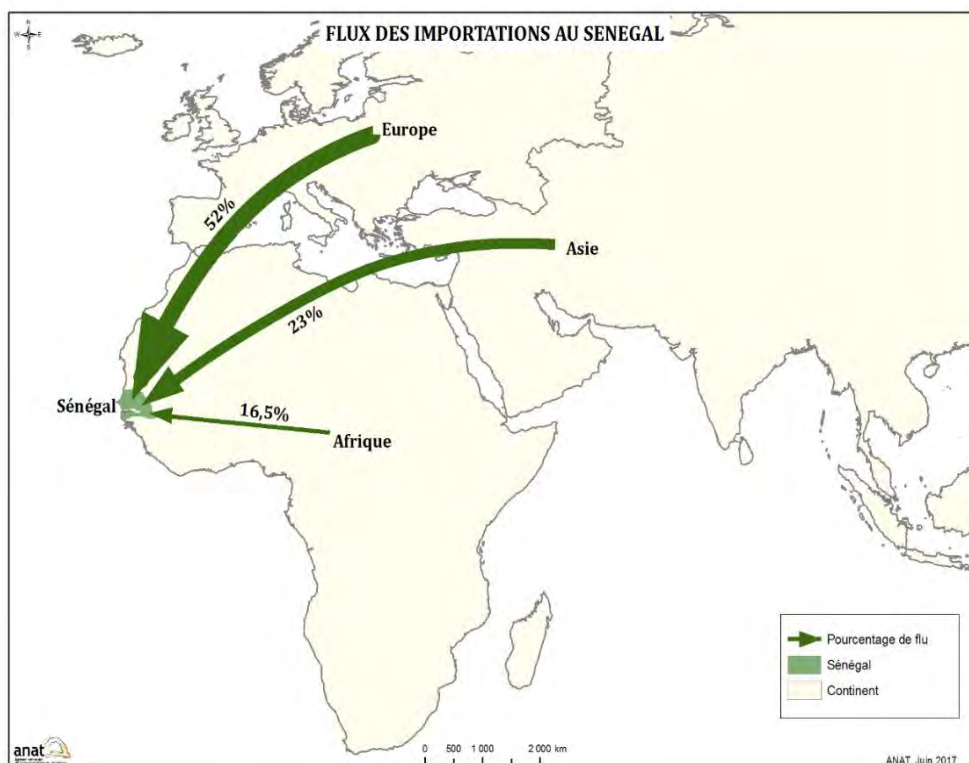 FLUX DES IMPORTATIONS AU SENEGAL
N
W E
S
Europe
52%
Asie
23%
Sénégal
16,5%
Afrique
Pourcentage de flu
Sénégal
Continent
anat
0 500 1 000 2 000 km
ANAT, Juin 2017